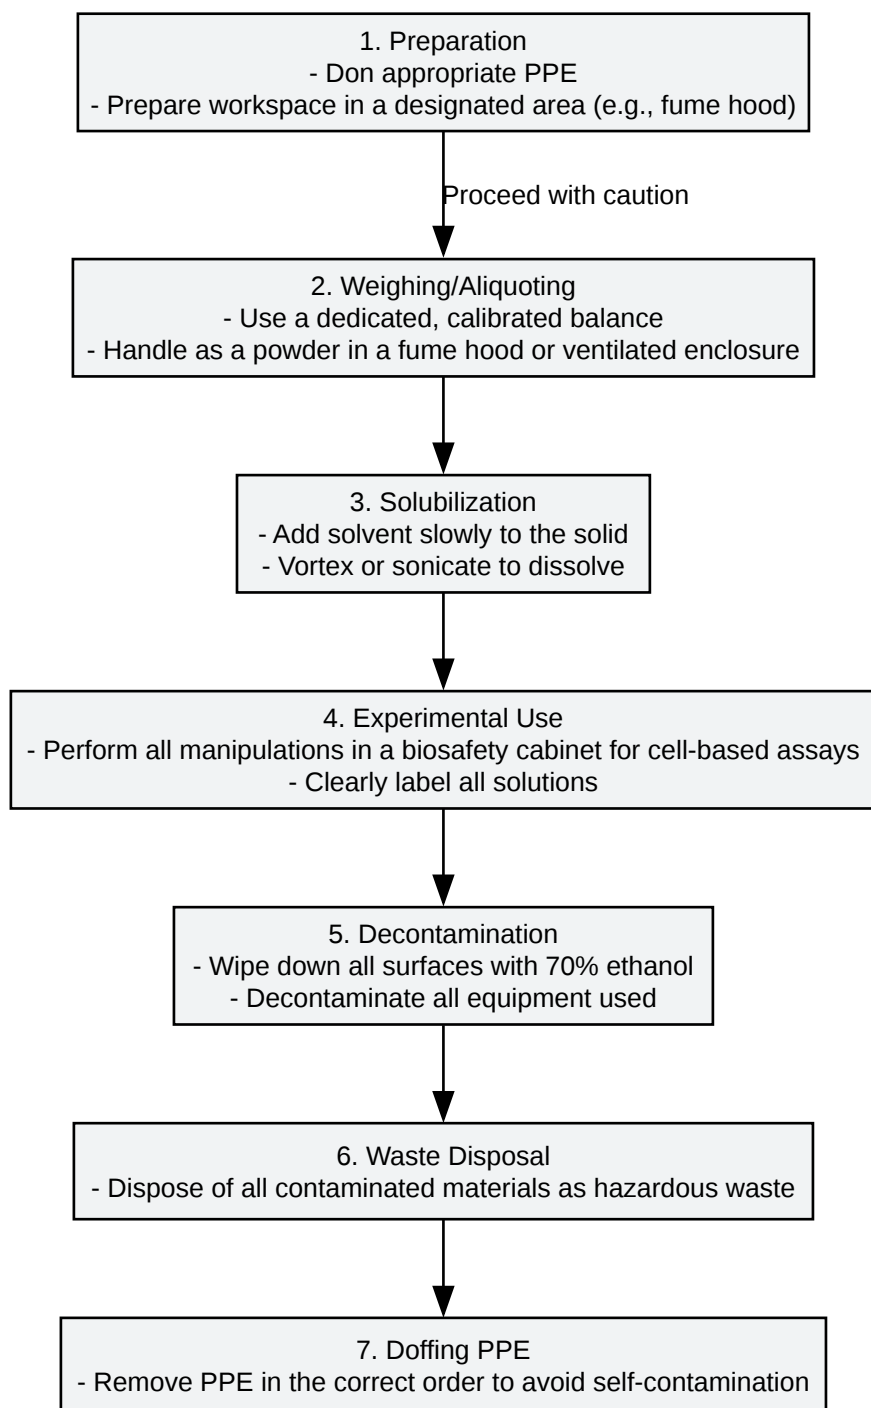 1. Preparation
- Don appropriate PPE
- Prepare workspace in a designated area (e.g., fume hood)
Proceed with caution
2. Weighing/Aliquoting
- Use a dedicated, calibrated balance
- Handle as a powder in a fume hood or ventilated enclosure
3. Solubilization
- Add solvent slowly to the solid
- Vortex or sonicate to dissolve
4. Experimental Use
- Perform all manipulations in a biosafety cabinet for cell-based assays
- Clearly label all solutions
5. Decontamination
- Wipe down all surfaces with 70% ethanol
- Decontaminate all equipment used
6. Waste Disposal
- Dispose of all contaminated materials as hazardous waste
7. Doffing PPE
- Remove PPE in the correct order to avoid self-contamination